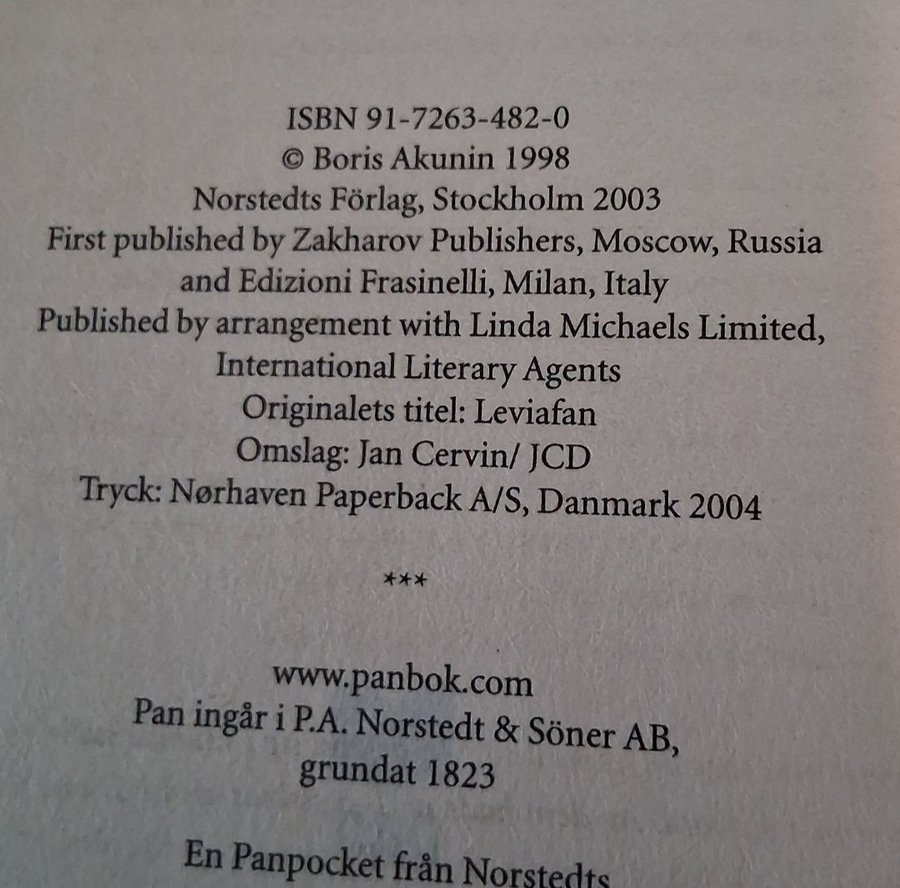 ISBN 91-7263-482-0
© Boris Akunin 1998
Norstedts Förlag, Stockholm 2003
First published by Zakharov Publishers, Moscow, Russia
and Edizioni Frasinelli, Milan, Italy
Published by arrangement with Linda Michaels Limited,
International Literary Agents
Originalets titel: Leviafan
Omslag: Jan Cervin/ JCD
Tryck: Nørhaven Paperback A/S, Danmark 2004
***
www.panbok.com
Pan ingår i P.A. Norstedt & Söner AB,
grundat 1823
En Panpocket från Norstedts